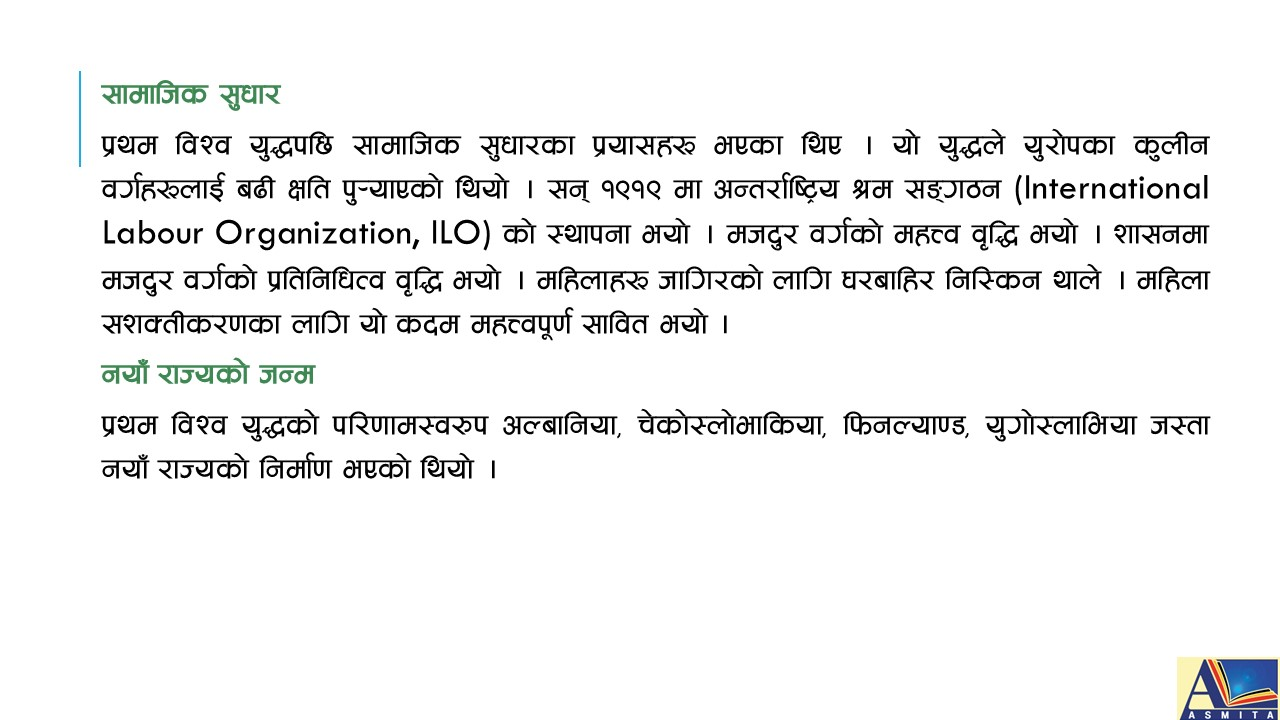 सामाजिक सुधार
प्रथम विश्व युद्धपछि सामाजिक सुधारका प्रयासहरु भएका थिए । यो युद्धले युरोपका कुलीन
वर्गहरुलाई बढी क्षति पुऱ्याएको थियो । सन् १९१९ मा अन्तर्राष्ट्रिय श्रम सङ्गठन (International
Labour Organization, ILO) को स्थापना भयो । मजदुर वर्गको महत्त्व वृद्धि भयो । शासनमा
मजदुर वर्गको प्रतिनिधित्व वृद्धि भयो । महिलाहरु जागिरको लागि घरबाहिर निस्कन थाले । महिला
सशक्तीकरणका लागि यो कदम महत्त्वपूर्ण सावित भयो ।
नयाँ राज्यको जन्म
प्रथम विश्व युद्धको परिणामस्वरुप अल्बानिया, चेकोस्लोभाकिया, फिनल्याण्ड, युगोस्लाभिया जस्ता
नयाँ राज्यको निर्माण भएको थियो ।
ASMITA